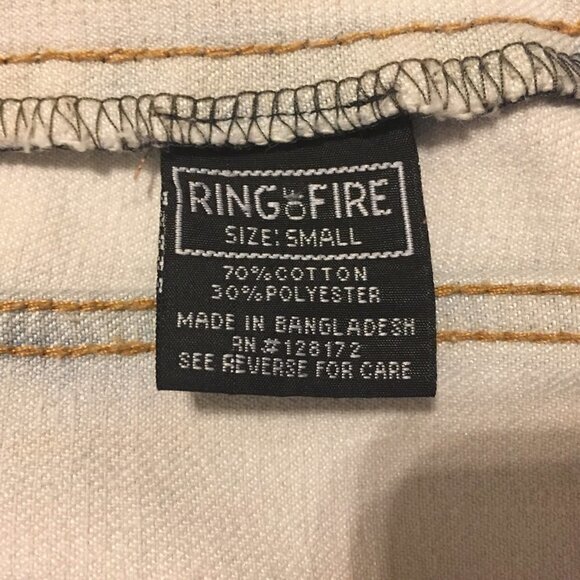 RING OF FIRE
SIZE: SMALL
70% COTTON
30% POLYESTER
MADE IN BANGLADESH
RN #128172
SEE REVERSE FOR CARE